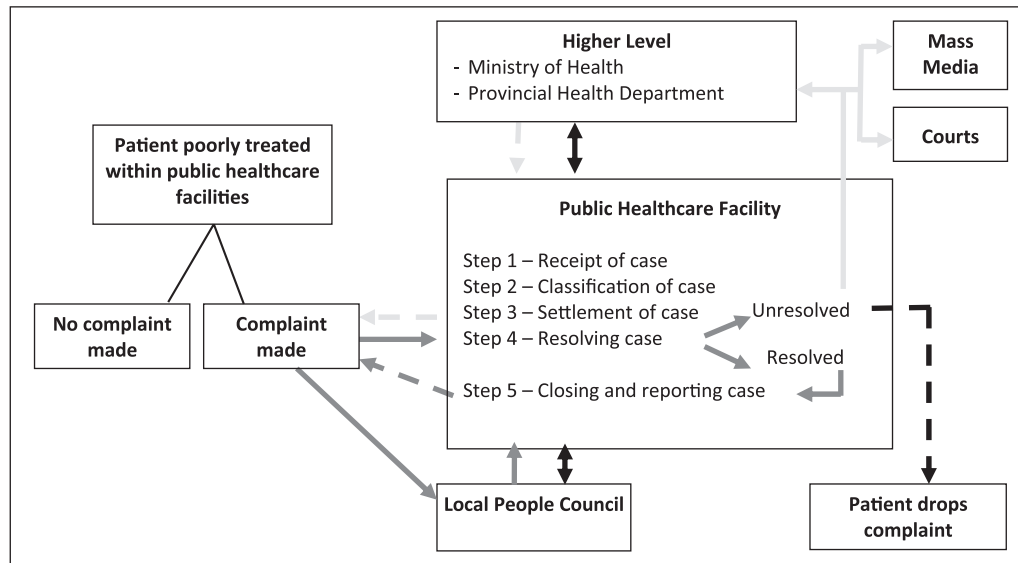 Higher Level
- Ministry of Health
- Provincial Health Department
Mass
Media
Courts
Patient poorly treated
within public healthcare
facilities
No complaint
made
Complaint
made
Public Healthcare Facility
Step 1 – Receipt of case
Step 2 – Classification of case
Step 3 – Settlement of case
Step 4 – Resolving case
Unresolved
Resolved
Step 5 – Closing and reporting case
Local People Council
Patient drops
complaint